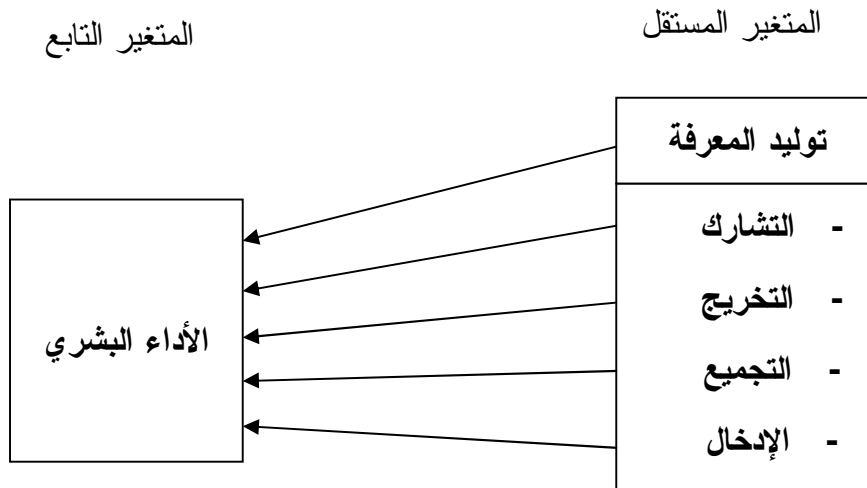 المتغير المستقل
المتغير التابع
توليد المعرفة
- التشارك
- التخريج
- التجميع
- الإدخال
الأداء البشري